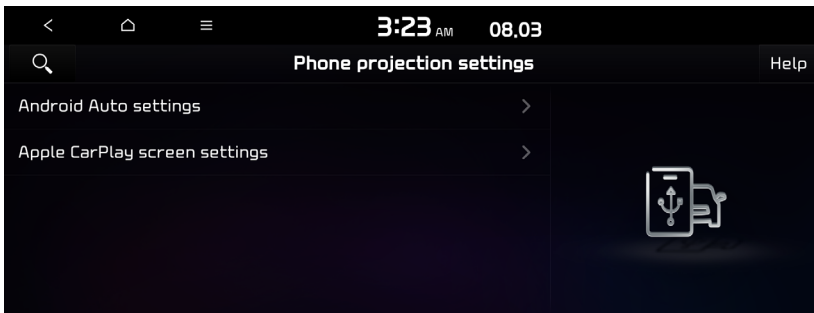 3:23 AM 08.03
Phone projection settings
Help
Android Auto settings
Apple CarPlay screen settings